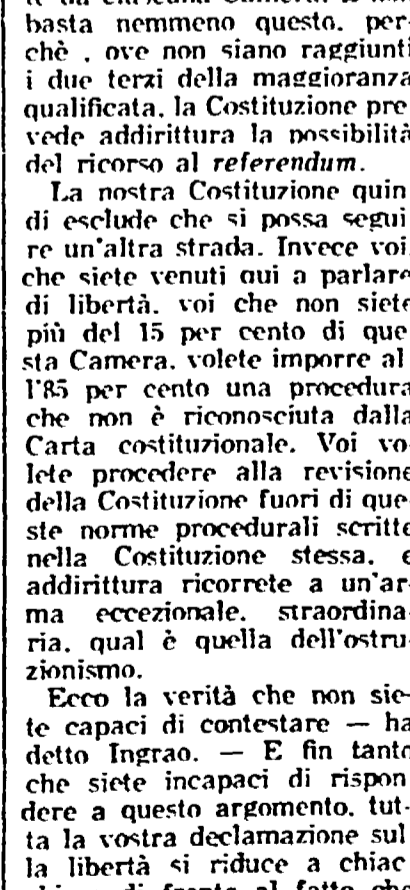 basta nemmeno questo. per-
chè, ove non siano raggiunti
i due terzi della maggioranza
qualificata. la Costituzione pre
vede addirittura la possibilità
del ricorso al referendum.
La nostra Costituzione quin
di esclude che si possa segui
re un'altra strada. Invece voi,
che siete venuti qui a parlare
di libertà. voi che non siete
più del 15 per cento di que
sta Camera. volete imporre al
l'85 per cento una procedura
che non è riconosciuta dalla
Carta costituzionale. Voi vo
lete procedere alla revisione
della Costituzione fuori di que
ste norme procedurali scritte
nella Costituzione stessa. e
addirittura ricorrete a un'ar-
ma eccezionale. straordina
ria. qual è quella dell'ostru
zionismo.
Ecco la verità che non sie-
te capaci di contestare — ha
detto Ingrao. — E fin tanto
che siete incapaci di rispon
dere a questo argomento. tut-
ta la vostra declamazione sul
la libertà si riduce a chiac